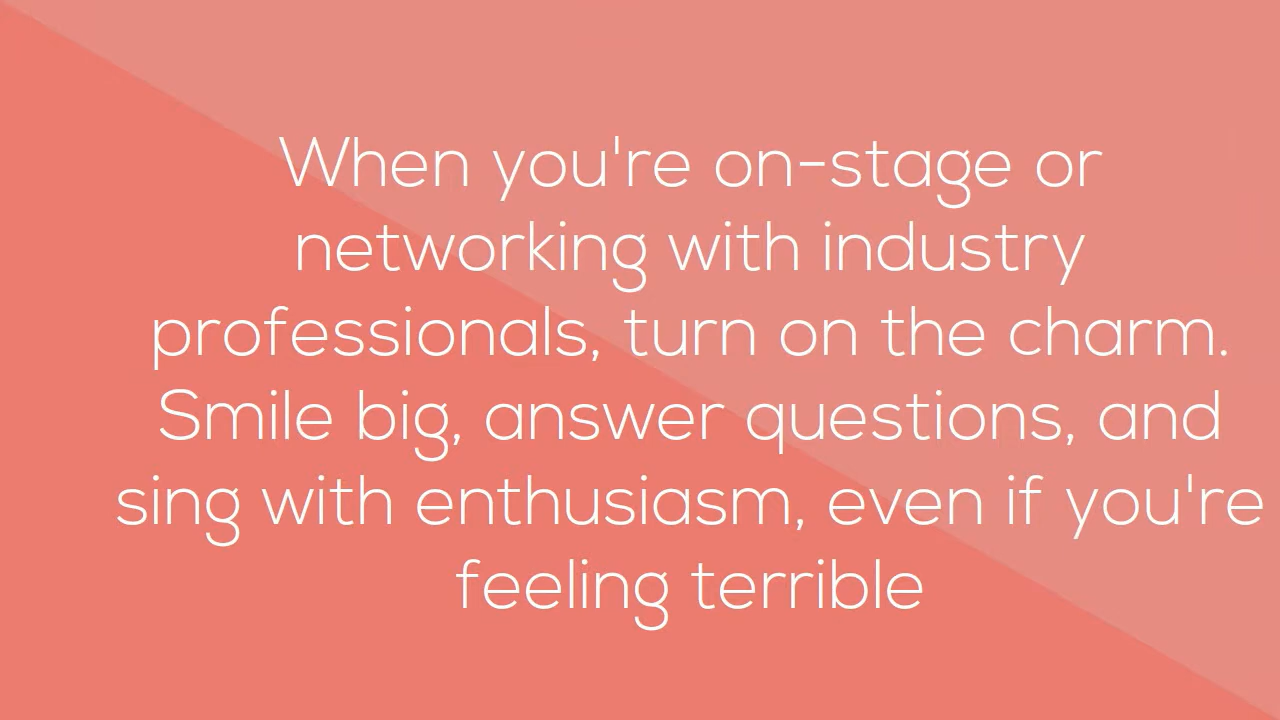 When you're on-stage or
networking with industry
professionals, turn on the charm.
Smile big, answer questions, and
sing with enthusiasm, even if you're
feeling terrible